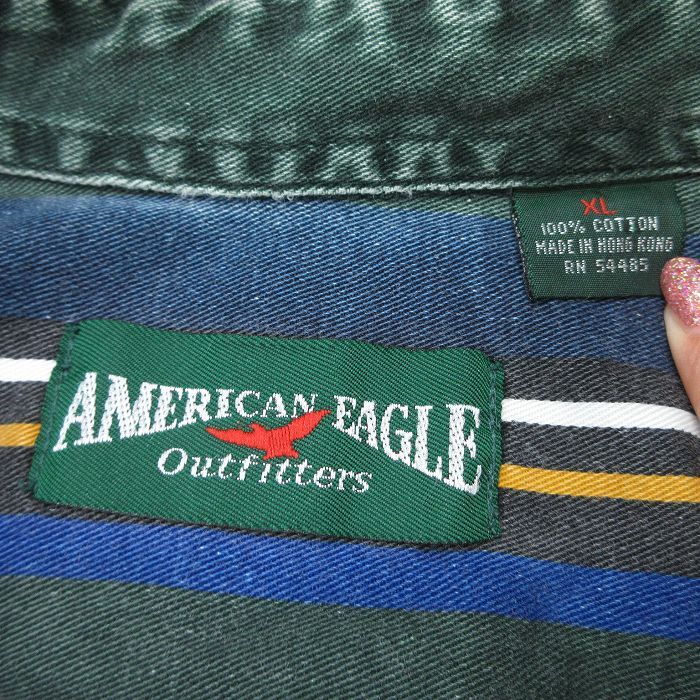 XL
100% COTTON
MADE IN HONG KONG
RN 54485
AMERICAN EAGLE
Outfitters